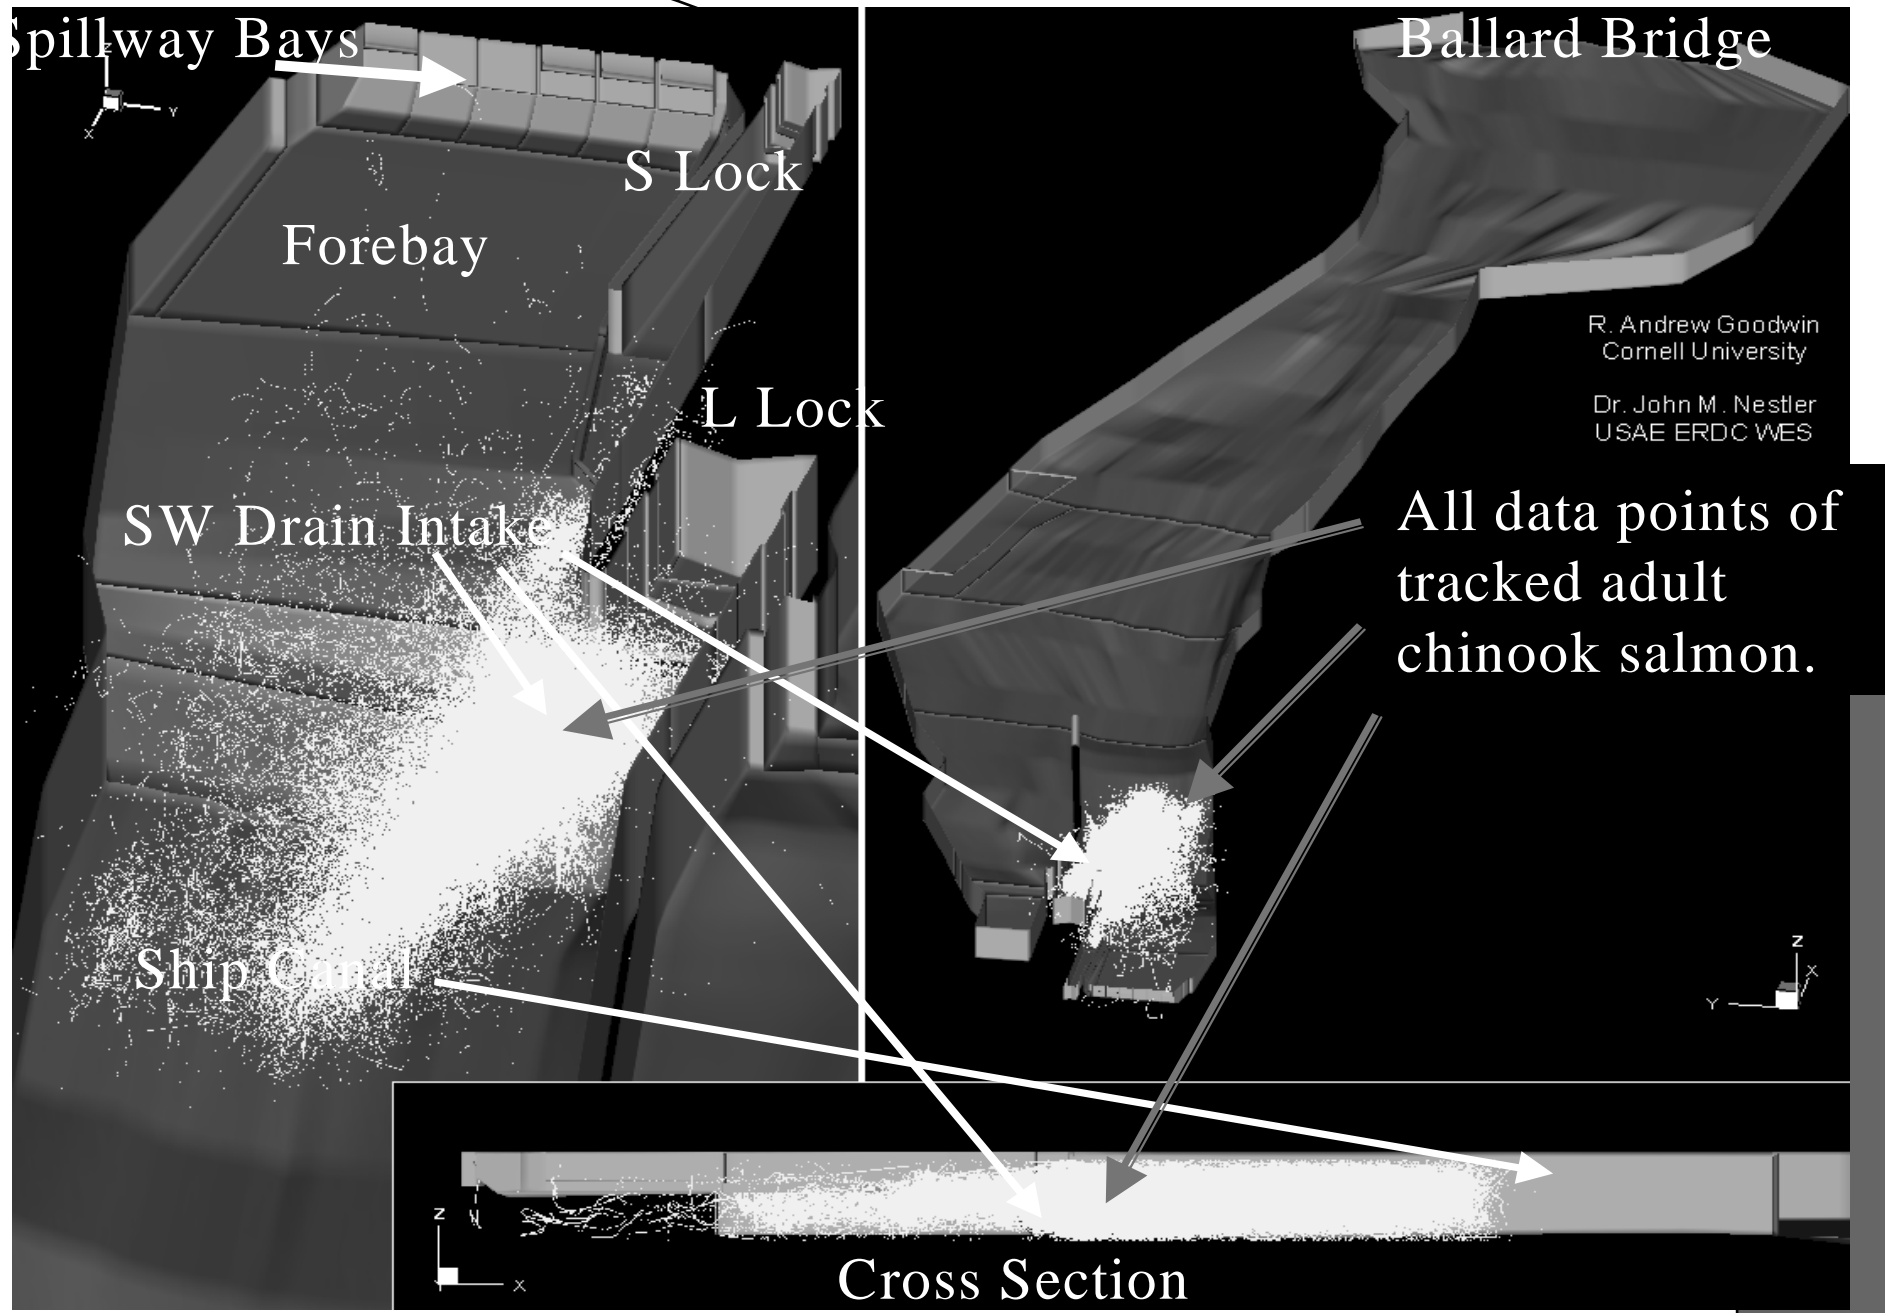 Spillway Bays
Z
Y
X
S Lock
Forebay
L Lock
SW Drain Intake
Ship Canal
Ballard Bridge
R. Andrew Goodwin
Cornell University
Dr. John M. Nestler
USAE ERDC WES
All data points of
tracked adult
chinook salmon.
Z
X
Y
Z
X
Cross Section